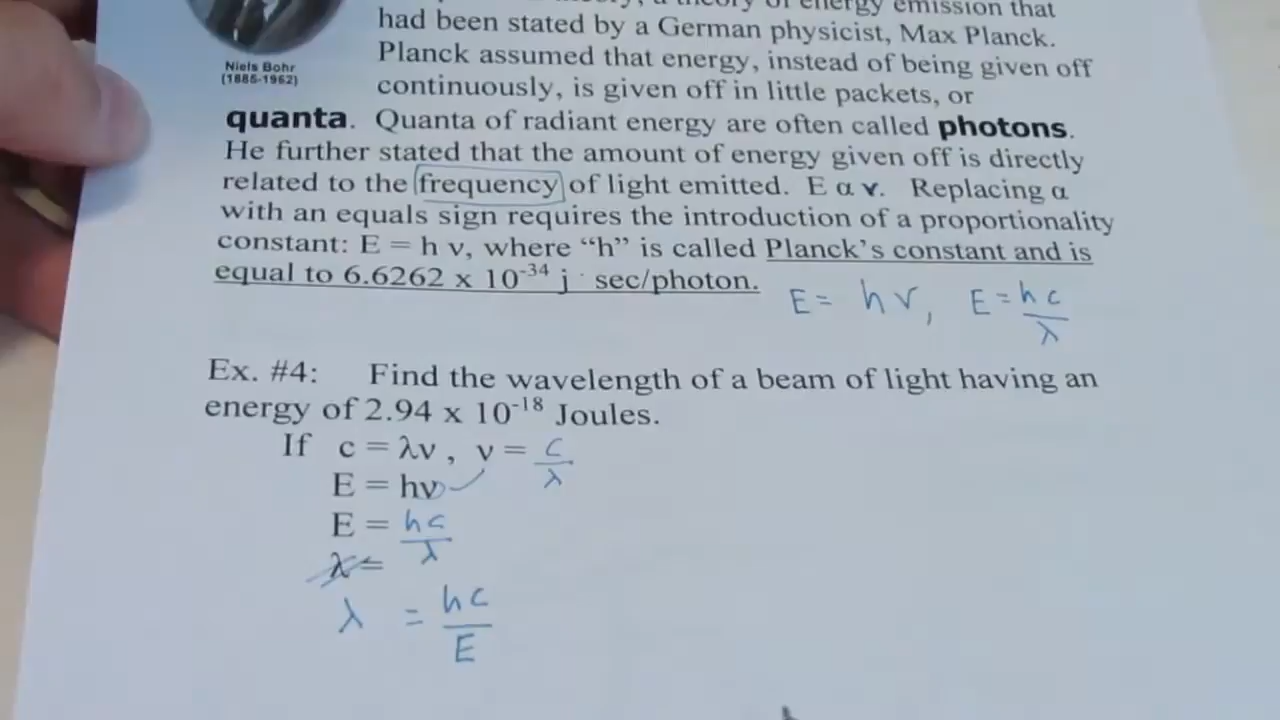 theory of energy emission that
had been stated by a German physicist, Max Planck.
Niels Bohr
(1885-1962)
Planck assumed that energy, instead of being given off
continuously, is given off in little packets, or
quanta. Quanta of radiant energy are often called photons.
He further stated that the amount of energy given off is directly
related to the frequency of light emitted. E α ν. Replacing α
with an equals sign requires the introduction of a proportionality
constant: E = h ν, where “h” is called Planck's constant and is
equal to 6.6262 x 10⁻³⁴ j · sec/photon.
E = hν, E = hc/λ
Ex. #4: Find the wavelength of a beam of light having an
energy of 2.94 x 10⁻¹⁸ Joules.
If c = λν, ν = c/λ
E = hν
E = hc/λ
λ=
λ = hc/E